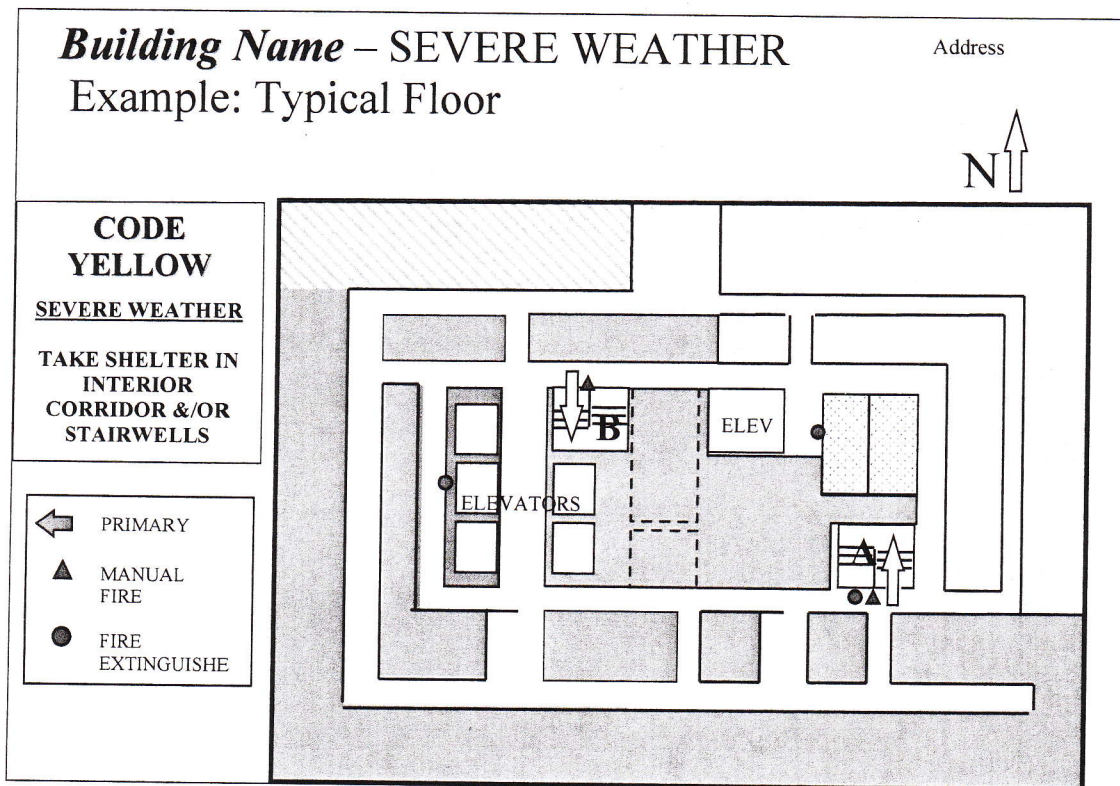 Building Name – SEVERE WEATHER
Address
Example: Typical Floor
N
CODE
YELLOW
SEVERE WEATHER
TAKE SHELTER IN
INTERIOR
CORRIDOR &/OR
STAIRWELLS
PRIMARY
MANUAL
FIRE
FIRE
EXTINGUISHE
B
ELEV
ELEVATORS
A